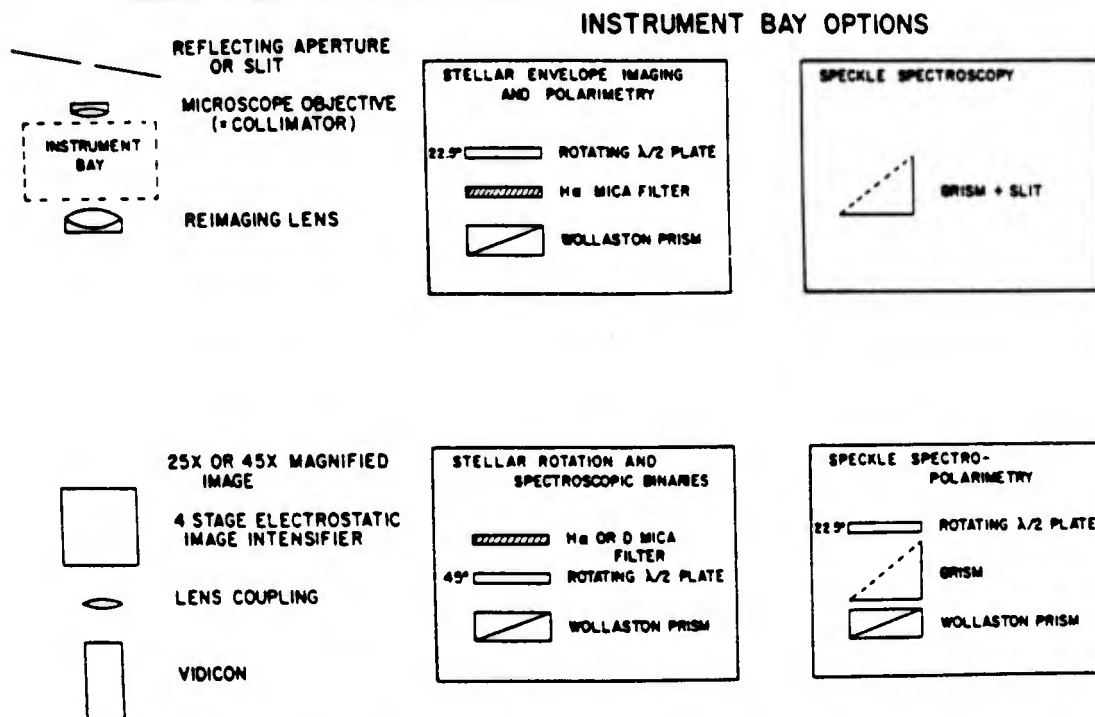 INSTRUMENT BAY OPTIONS
REFLECTING APERTURE
OR SLIT
MICROSCOPE OBJECTIVE
(=COLLIMATOR)
INSTRUMENT
BAY
REIMAGING LENS
STELLAR ENVELOPE IMAGING
AND POLARIMETRY
22.5° ROTATING λ/2 PLATE
Hα MICA FILTER
WOLLASTON PRISM
SPECKLE SPECTROSCOPY
GRISM + SLIT
25X OR 45X MAGNIFIED
IMAGE
4 STAGE ELECTROSTATIC
IMAGE INTENSIFIER
LENS COUPLING
VIDICON
STELLAR ROTATION AND
SPECTROSCOPIC BINARIES
Hα OR D MICA
FILTER
45° ROTATING λ/2 PLATE
WOLLASTON PRISM
SPECKLE SPECTRO-
POLARIMETRY
22.5° ROTATING λ/2 PLATE
GRISM
WOLLASTON PRISM